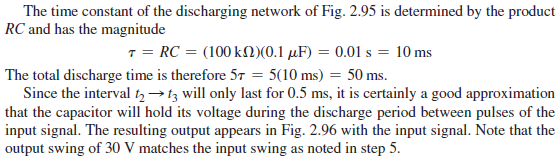 The time constant of the discharging network of Fig. 2.95 is determined by the product
RC and has the magnitude
τ = RC = (100 kΩ)(0.1 μF) = 0.01 s = 10 ms
The total discharge time is therefore 5τ = 5(10 ms) = 50 ms.
Since the interval t₂ → t₃ will only last for 0.5 ms, it is certainly a good approximation
that the capacitor will hold its voltage during the discharge period between pulses of the
input signal. The resulting output appears in Fig. 2.96 with the input signal. Note that the
output swing of 30 V matches the input swing as noted in step 5.